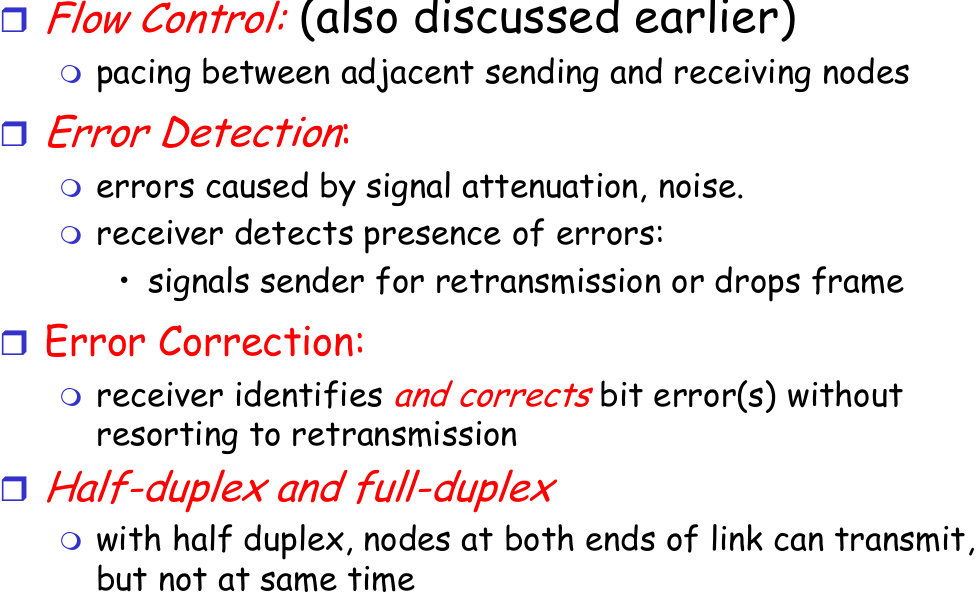 Flow Control: (also discussed earlier)
pacing between adjacent sending and receiving nodes
Error Detection:
errors caused by signal attenuation, noise.
receiver detects presence of errors:
• signals sender for retransmission or drops frame
Error Correction:
receiver identifies and corrects bit error(s) without
resorting to retransmission
Half-duplex and full-duplex
with half duplex, nodes at both ends of link can transmit,
but not at same time